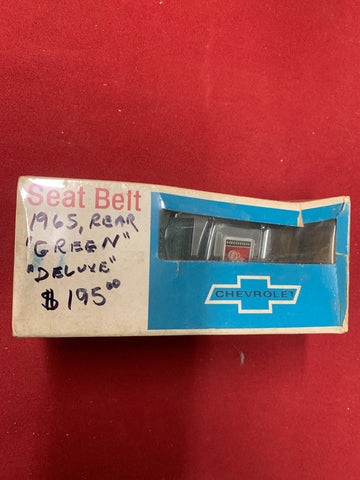 Seat Belt
1965, REAR
"GREEN"
"DELUXE"
$195.00
CHEVROLET